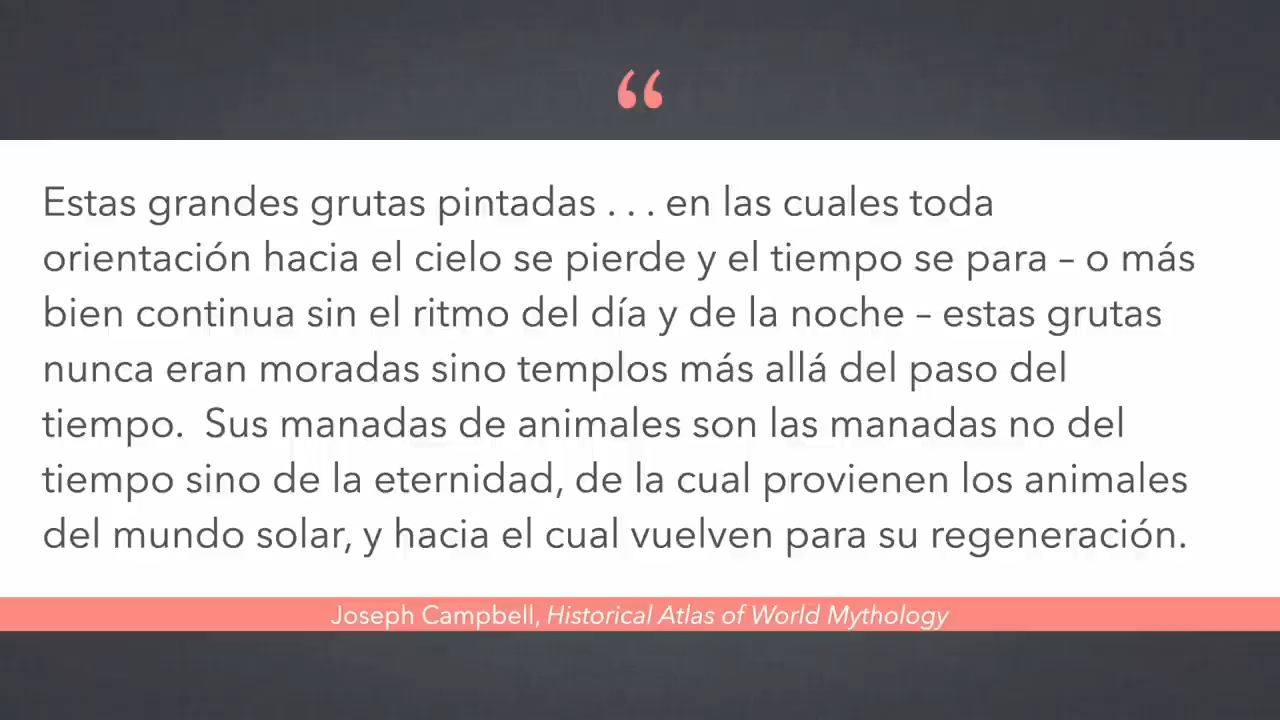 “
Estas grandes grutas pintadas . . . en las cuales toda
orientación hacia el cielo se pierde y el tiempo se para – o más
bien continua sin el ritmo del día y de la noche – estas grutas
nunca eran moradas sino templos más allá del paso del
tiempo.  Sus manadas de animales son las manadas no del
tiempo sino de la eternidad, de la cual provienen los animales
del mundo solar, y hacia el cual vuelven para su regeneración.
Joseph Campbell, Historical Atlas of World Mythology